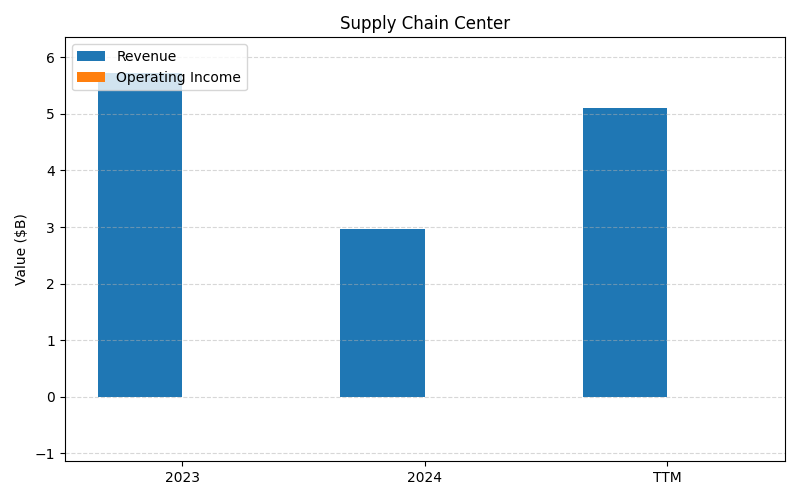 Supply Chain Center
Revenue
Operating Income
Value ($B)
6
5
4
3
2
1
0
−1
2023
2024
TTM